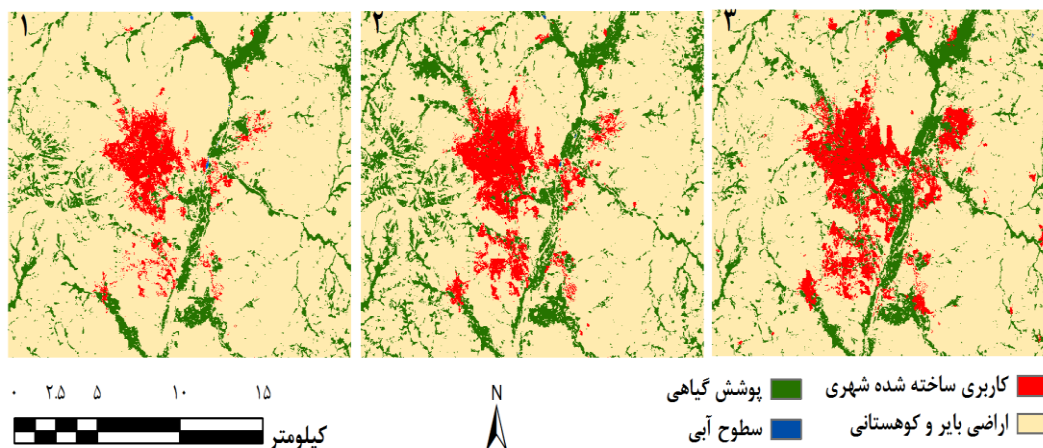 ۱
۲
۳
۰ ۲.۵ ۵ ۱۰ ۱۵
کیلومتر
N
کاربری ساخته شده شهری
پوشش گیاهی
اراضی بایر و کوهستانی
سطوح آبی